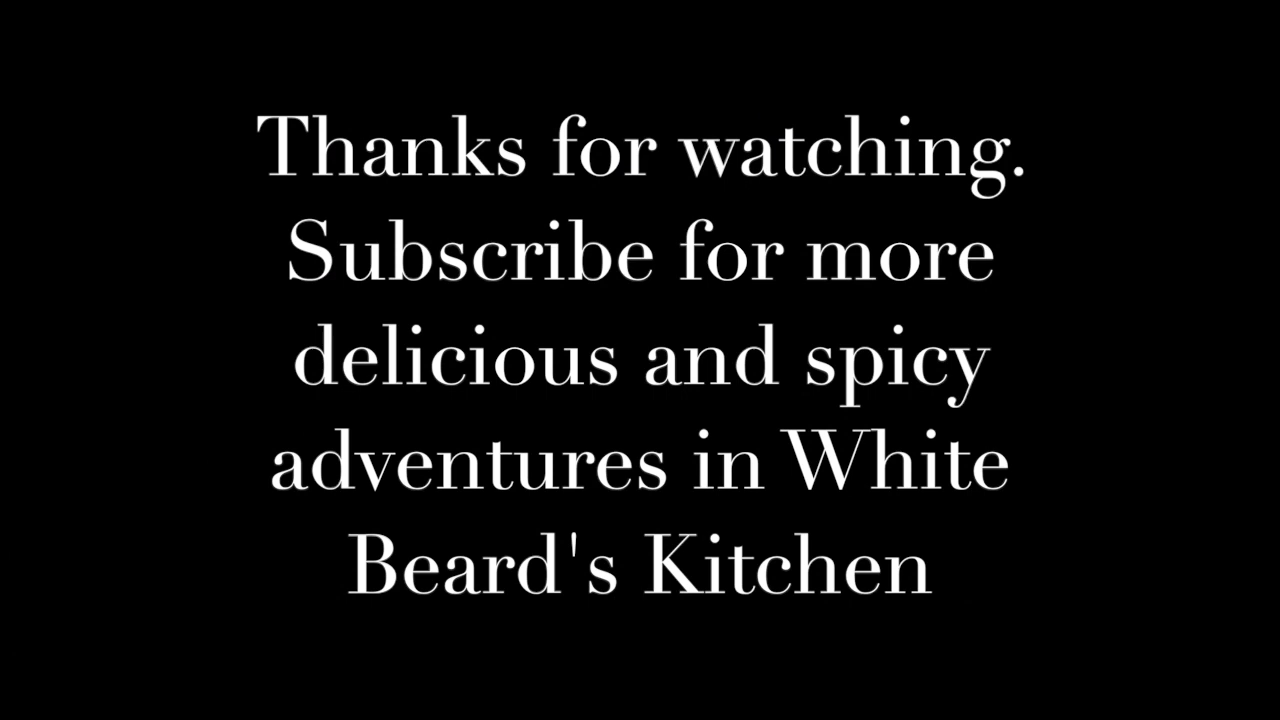 Thanks for watching.
Subscribe for more
delicious and spicy
adventures in White
Beard's Kitchen